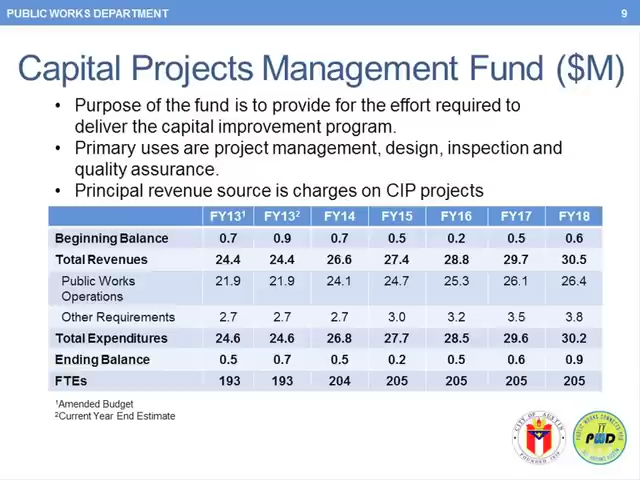 PUBLIC WORKS DEPARTMENT 9
Capital Projects Management Fund ($M)
• Purpose of the fund is to provide for the effort required to
deliver the capital improvement program.
• Primary uses are project management, design, inspection and
quality assurance.
• Principal revenue source is charges on CIP projects
FY13¹ FY13² FY14 FY15 FY16 FY17 FY18
Beginning Balance 0.7 0.9 0.7 0.5 0.2 0.5 0.6
Total Revenues 24.4 24.4 26.6 27.4 28.8 29.7 30.5
Public Works 21.9 21.9 24.1 24.7 25.3 26.1 26.4
Operations
Other Requirements 2.7 2.7 2.7 3.0 3.2 3.5 3.8
Total Expenditures 24.6 24.6 26.8 27.7 28.5 29.6 30.2
Ending Balance 0.5 0.7 0.5 0.2 0.5 0.6 0.9
FTEs 193 193 204 205 205 205 205
¹Amended Budget
²Current Year End Estimate
CITY OF AUSTIN
FOUNDED 1839
PWD